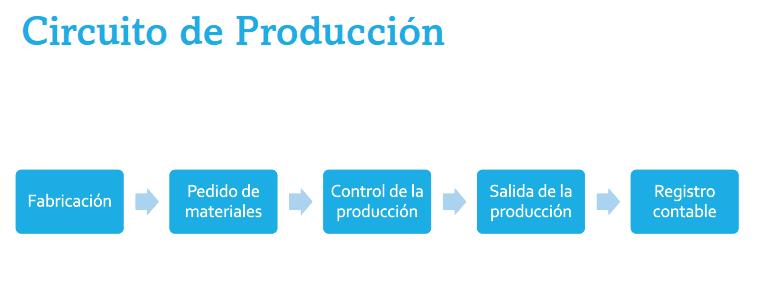 Circuito de Producción
Fabricación
Pedido de
materiales
Control de la
producción
Salida de la
producción
Registro
contable